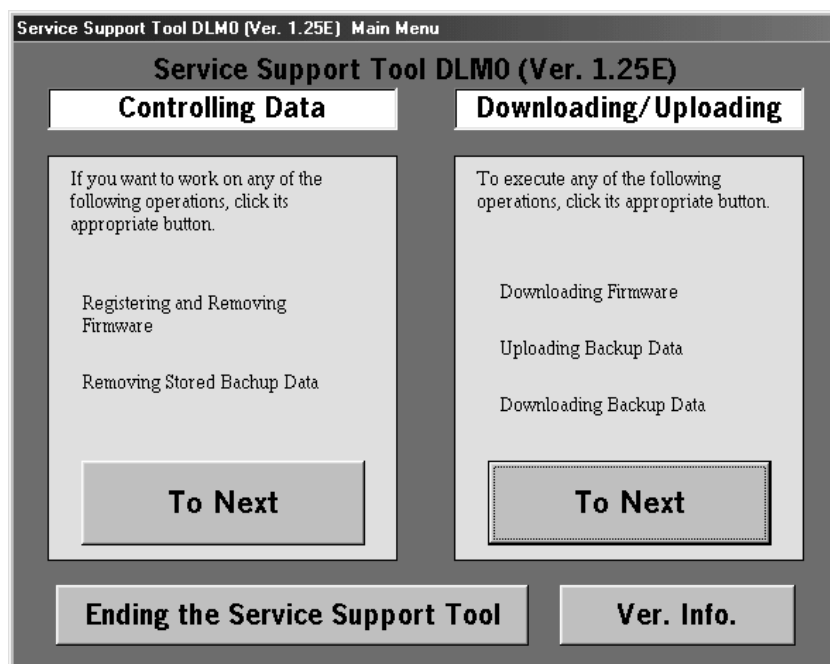 Service Support Tool DLM0 (Ver. 1.25E) Main Menu
Service Support Tool DLM0 (Ver. 1.25E)
Controlling Data
If you want to work on any of the
following operations, click its
appropriate button.
Registering and Removing
Firmware
Removing Stored Bachup Data
To Next
Downloading/Uploading
To execute any of the following
operations, click its appropriate button.
Downloading Firmware
Uploading Backup Data
Downloading Backup Data
To Next
Ending the Service Support Tool
Ver. Info.